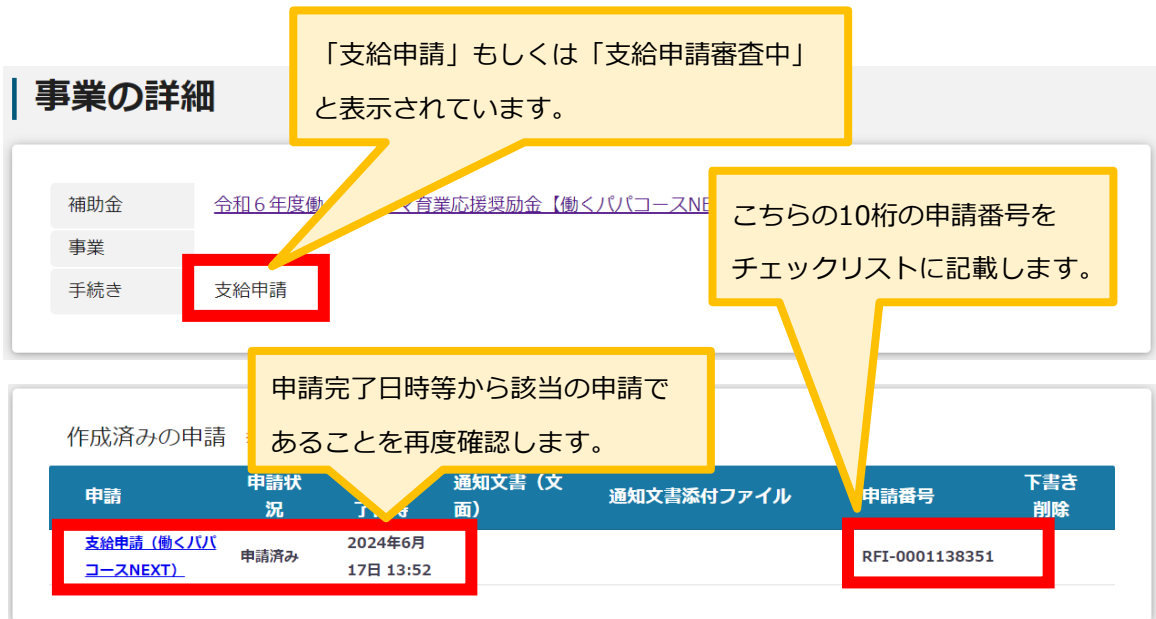 「支給申請」もしくは「支給申請審査中」
と表示されています。
事業の詳細
補助金
令和6年度働 マ育業応援奨励金【働くパパコースNE
こちらの10桁の申請番号を
チェックリストに記載します。
事業
手続き
支給申請
申請完了日時等から該当の申請で
あることを再度確認します。
作成済みの申請
申請
申請状
況
通知文書（文
面）
通知文書添付ファイル
申請番号
下書き
削除
支給申請（働くパパ
コースNEXT）
申請済み
2024年6月
17日 13:52
RFI-0001138351